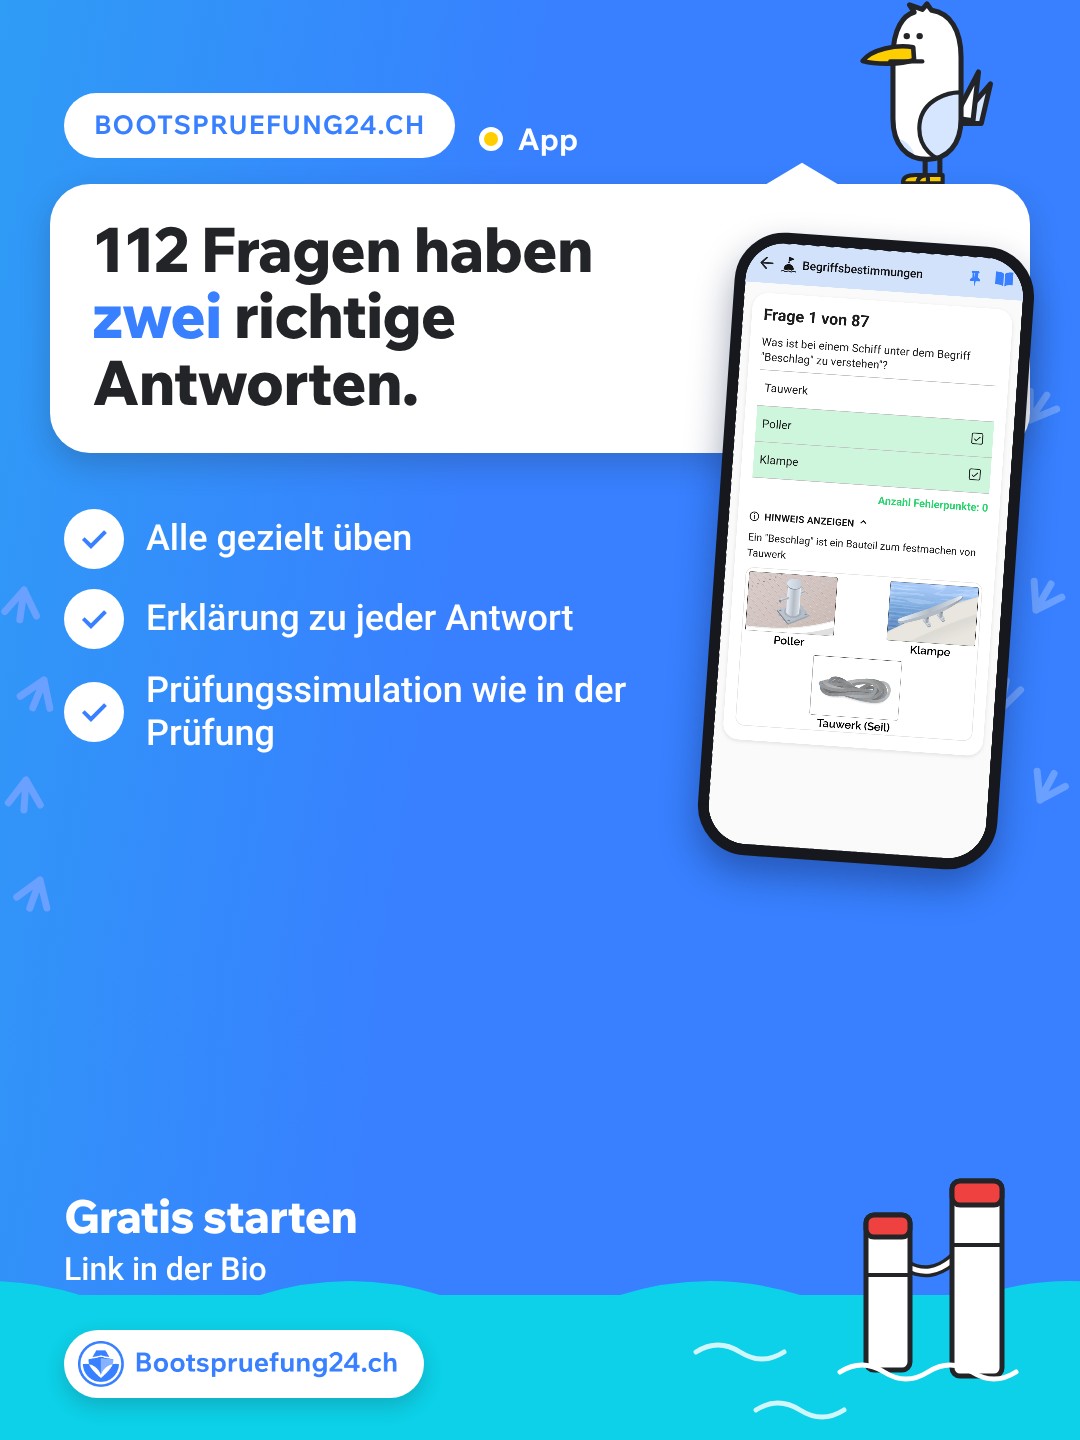 BOOTSPRUEFUNG24.CH
App
112 Fragen haben
zwei richtige
Antworten.
Alle gezielt üben
Erklärung zu jeder Antwort
Prüfungssimulation wie in der
Prüfung
Begriffsbestimmungen
Frage 1 von 87
Was ist bei einem Schiff unter dem Begriff
"Beschlag" zu verstehen"?
Tauwerk
Poller
Klampe
Anzahl Fehlerpunkte: 0
HINWEIS ANZEIGEN
Ein "Beschlag" ist ein Bauteil zum festmachen von
Tauwerk
Poller
Klampe
Tauwerk (Seil)
Gratis starten
Link in der Bio
Bootspruefung24.ch